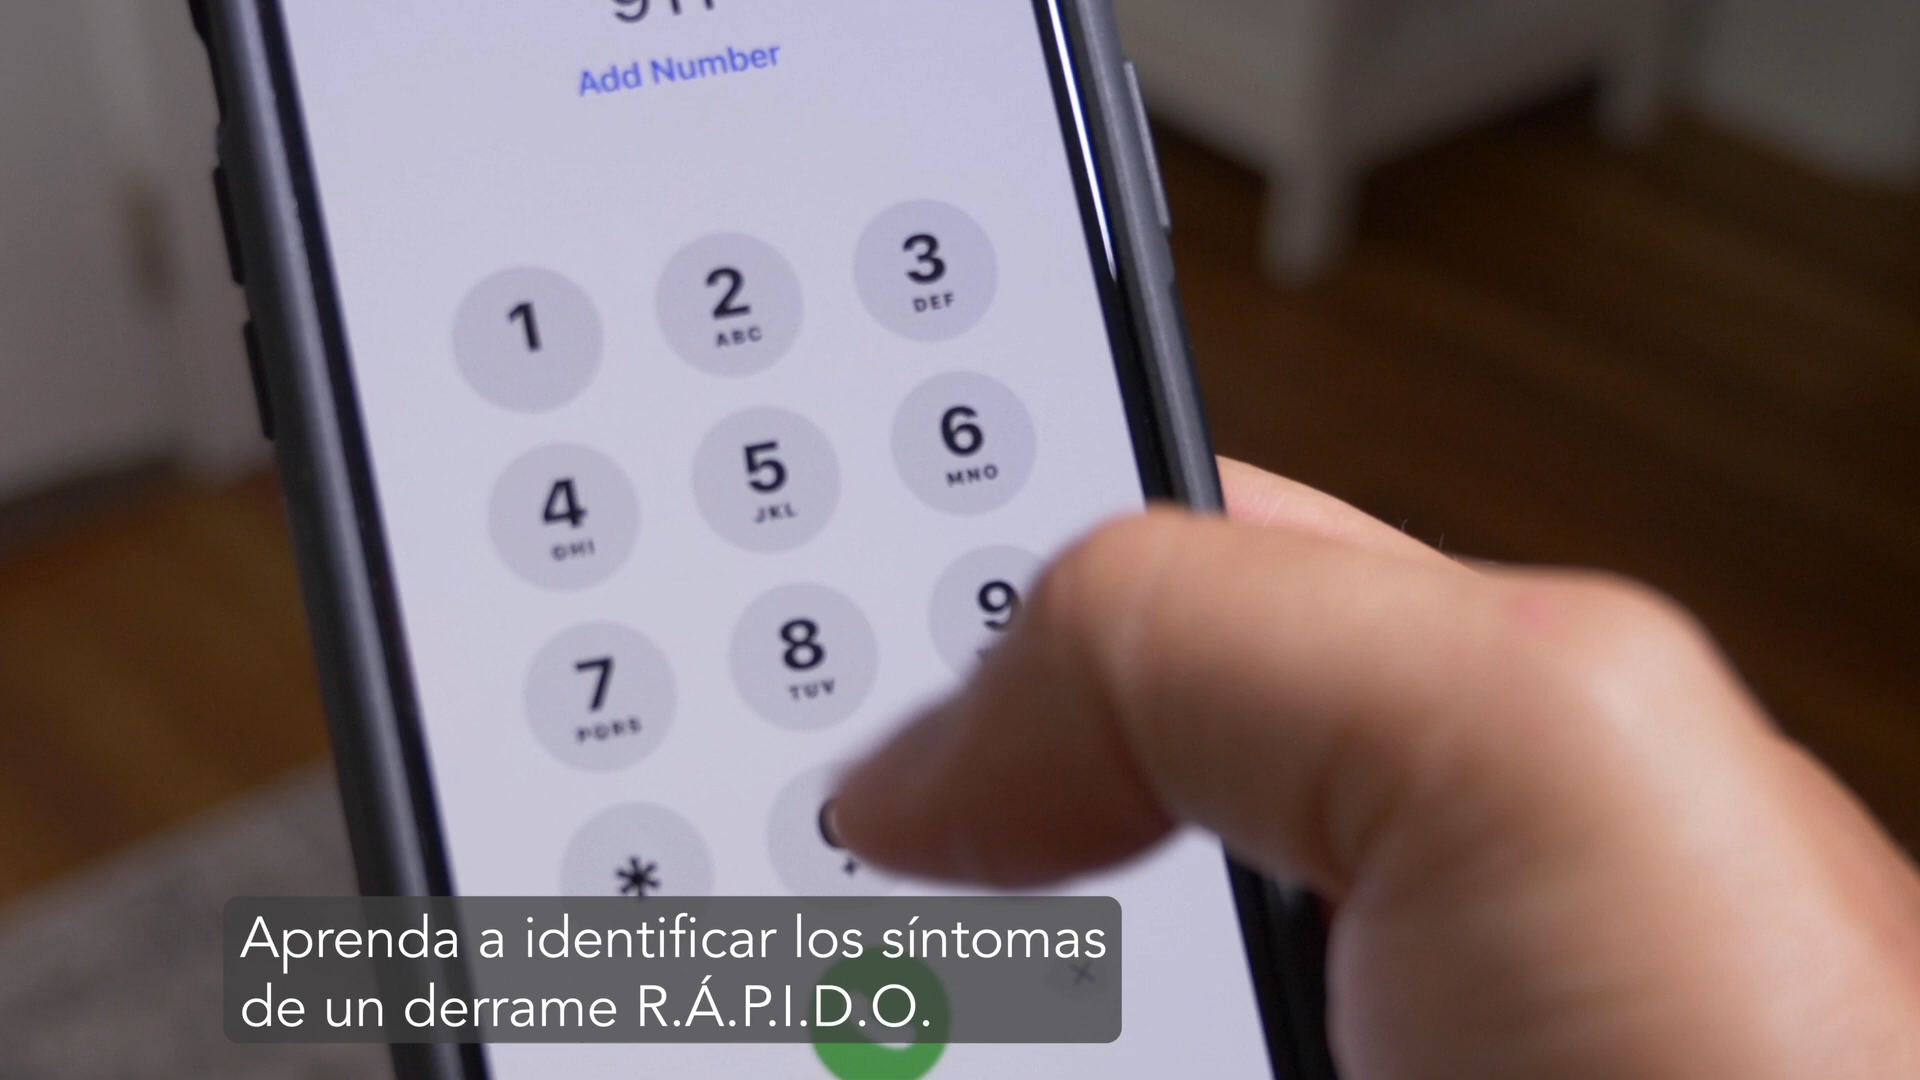 911
Add Number
1
2
ABC
3
DEF
4
GHI
5
JKL
6
MNO
7
PQRS
8
TUV
9
*
+
Aprenda a identificar los síntomas
de un derrame R.Á.P.I.D.O.